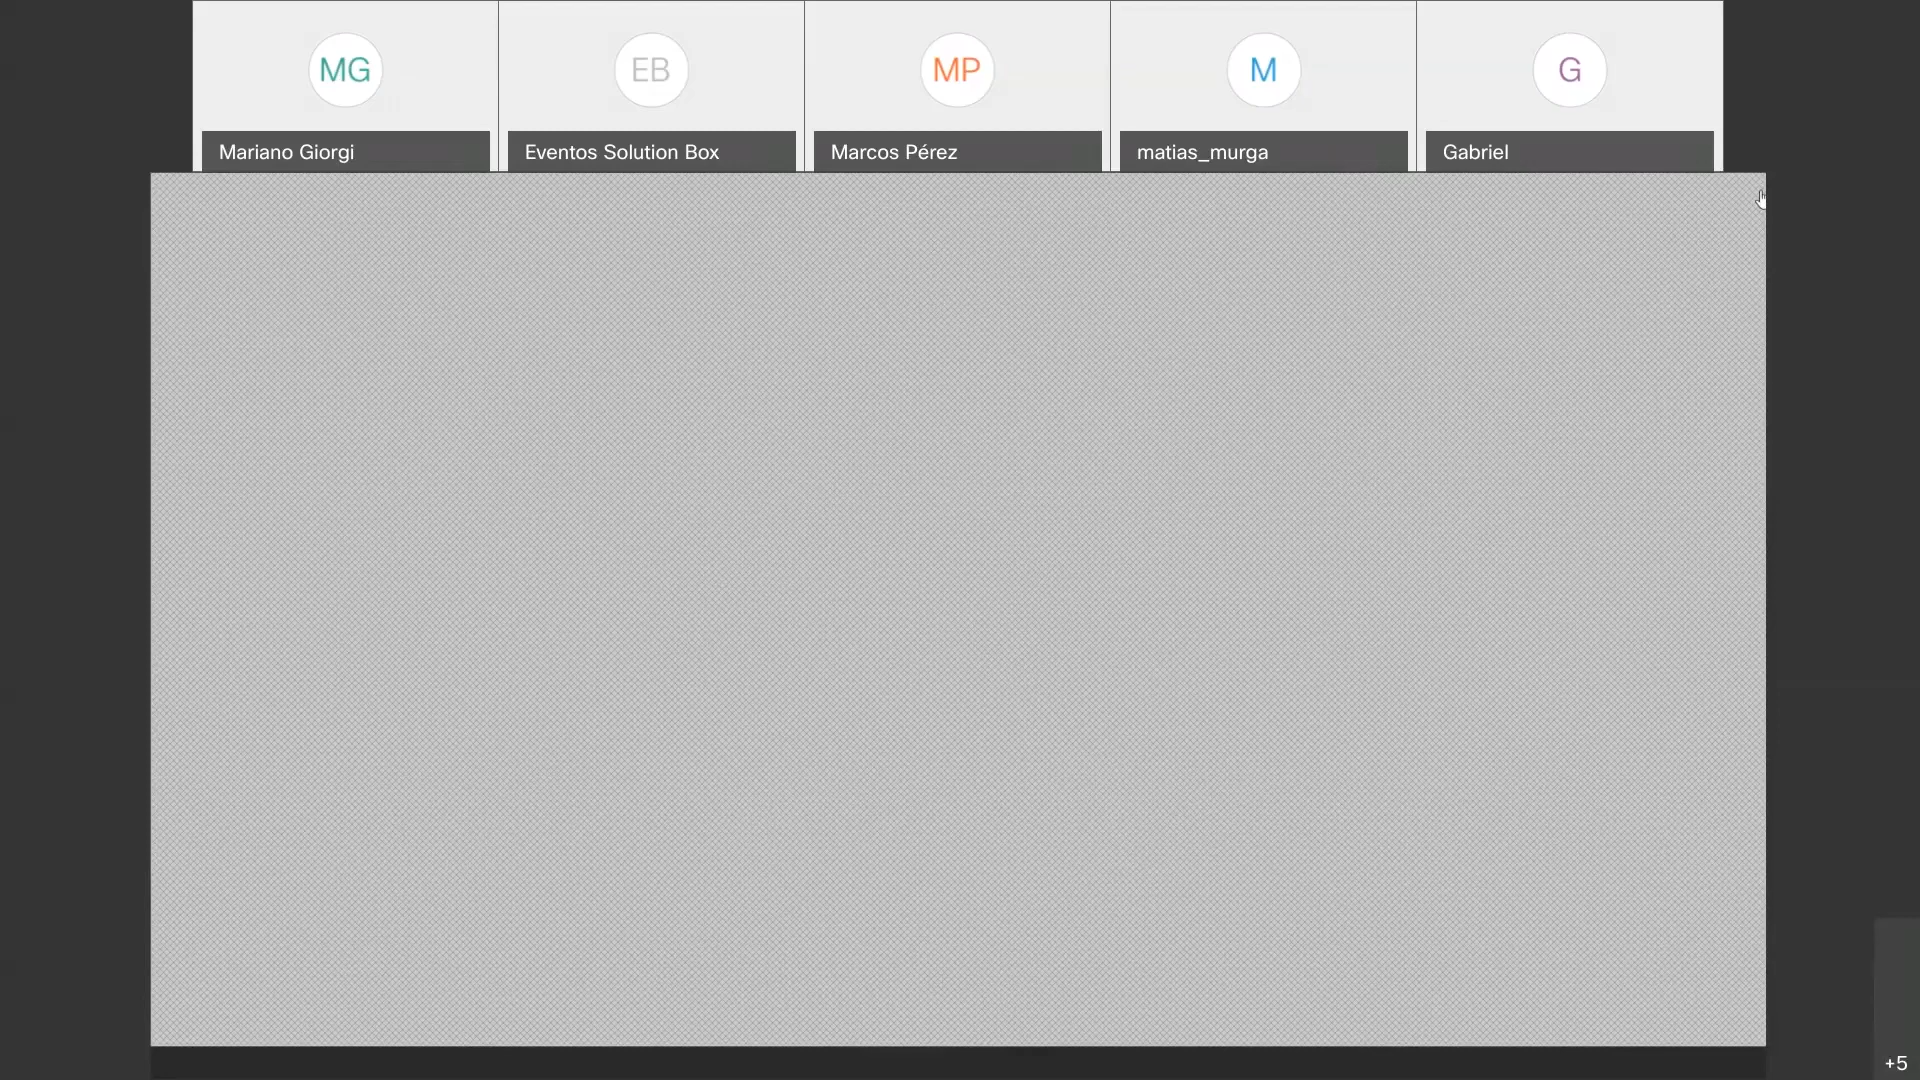 MG
EB
MP
M
G
Mariano Giorgi
Eventos Solution Box
Marcos Pérez
matias_murga
Gabriel
+5